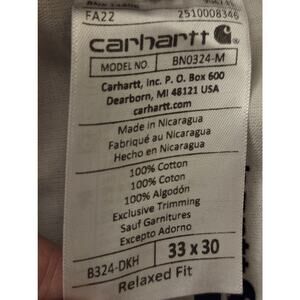 FA22 2510008346
carhartt
MODEL NO. BN0324-M
Carhartt, Inc. P. O. Box 600
Dearborn, MI 48121 USA
carhartt.com
Made in Nicaragua
Fabriqué au Nicaragua
Hecho en Nicaragua
100% Cotton
100% Coton
100% Algodón
Exclusive Trimming
Sauf Garnitures
Excepto Adorno
B324-DKH 33 x 30
Relaxed Fit